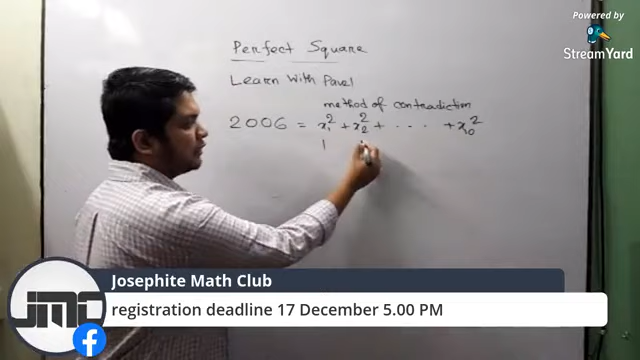 Powered by
StreamYard
Perfect Square
Learn With Pavel
method of contradiction
2006 = x₁² + x₂² + . . . . + x₁₀²
1
JMC
Josephite Math Club
registration deadline 17 December 5.00 PM